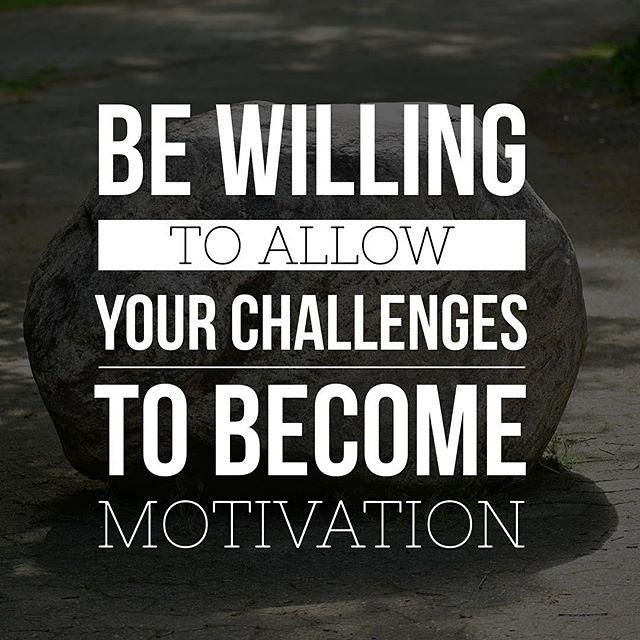 BE WILLING
TO ALLOW
YOUR CHALLENGES
TO BECOME
MOTIVATION